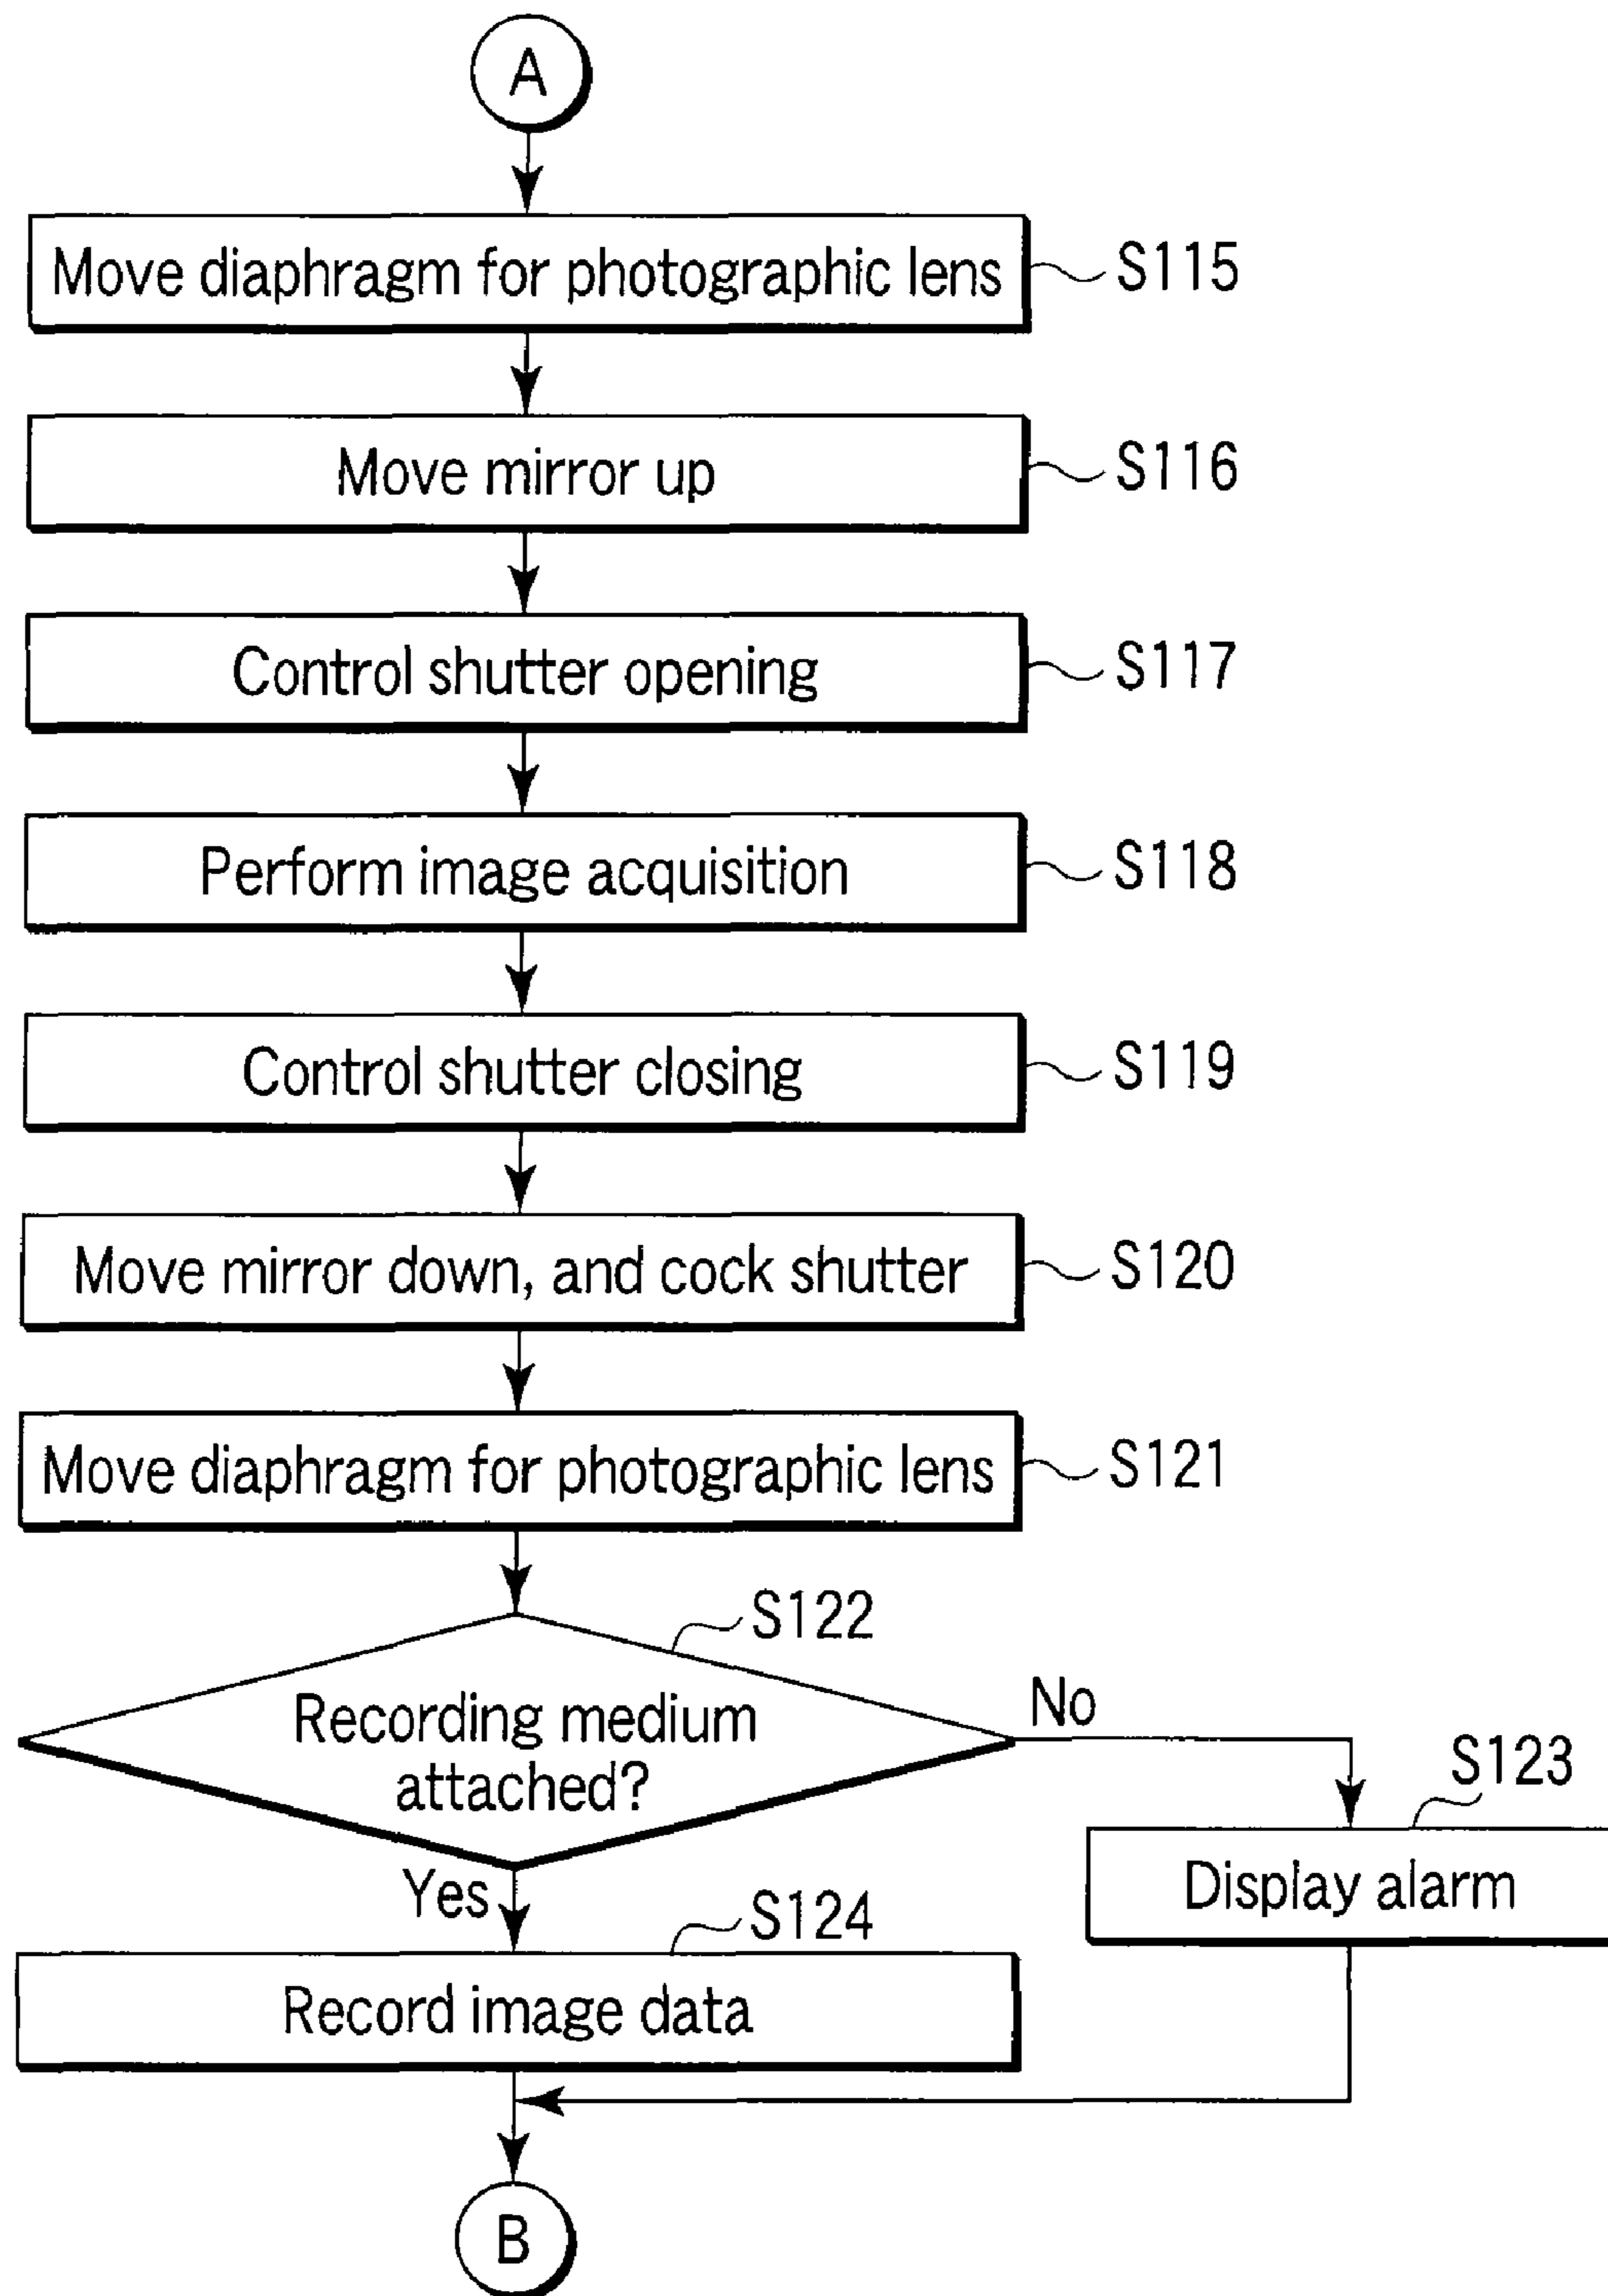 A
Move diaphragm for photographic lens S115
Move mirror up S116
Control shutter opening S117
Perform image acquisition S118
Control shutter closing S119
Move mirror down, and cock shutter S120
Move diaphragm for photographic lens S121
S122
Recording medium
attached?
No
S123
Display alarm
Yes
S124
Record image data
B